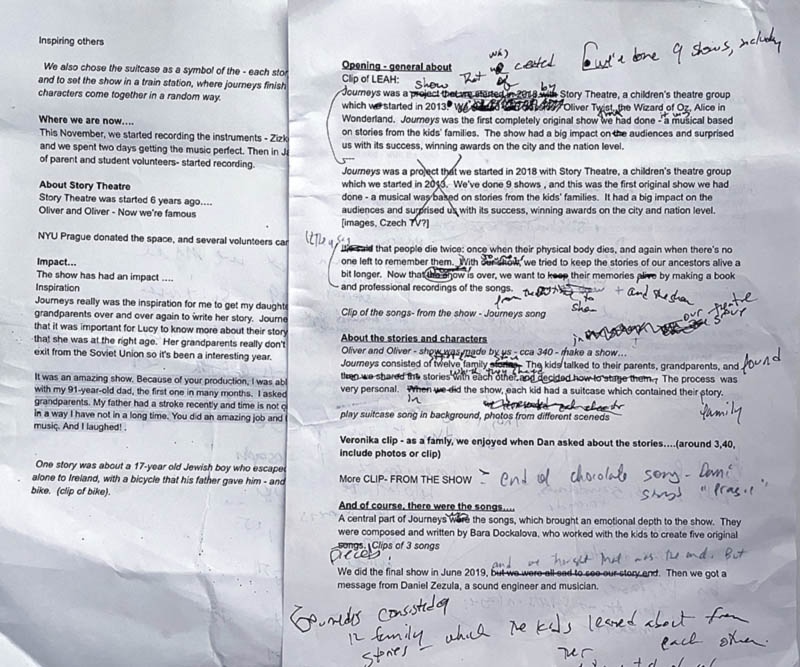 Inspiring others
We also chose the suitcase as a symbol of the - each stor
and to set the show in a train station, where journeys finish
characters come together in a random way.
Where we are now....
This November, we started recording the instruments - Zizk
and we spent two days getting the music perfect. Then in Ja
of parent and student volunteers- started recording.
About Story Theatre
Story Theatre was started 6 years ago....
Oliver and Oliver - Now we're famous
NYU Prague donated the space, and several volunteers car
Impact...
The show has had an impact ....
Inspiration
Journeys really was the inspiration for me to get my daught
grandparents over and over again to write her story. Journe
that it was important for Lucy to know more about their story
that she was at the right age. Her grandparents really don't
exit from the Soviet Union so it's been a interesting year.
It was an amazing show. Because of your production, I was abl
with my 91-year-old dad, the first one in many months. I asked
grandparents. My father had a stroke recently and time is not o
in a way I have not in a long time. You did an amazing job and
music. And I laughed! .
One story was about a 17-year old Jewish boy who escape
alone to Ireland, with a bicycle that his father gave him - and
bike. (clip of bike).
we've done 9 shows, including
created
Opening - general about
Clip of LEAH:
show that we by
Journeys was a project that we started in 2018 with Story Theatre, a children's theatre group
which we started in 2013. Oliver Twist, the Wizard of Oz, Alice in
Wonderland. Journeys was the first completely original show we had done - a musical based
on stories from the kids' families. The show had a big impact on the audiences and surprised
us with its success, winning awards on the city and the nation level.
Journeys was a project that we started in 2018 with Story Theatre, a children's theatre group
which we started in 2013. We've done 9 shows , and this was the first original show we had
done - a musical was based on stories from the kids' families. It had a big impact on the
audiences and surprised us with its success, winning awards on the city and nation level.
[images, Czech TV?]
It is said that people die twice: once when their physical body dies, and again when there's no
one left to remember them. With our show, we tried to keep the stories of our ancestors alive a
bit longer. Now that the show is over, we want to keep their memories alive by making a book
and professional recordings of the songs.
from the
Clip of the songs- from the show - Journeys song
our theatre
About the stories and characters
Oliver and Oliver - show was made by us - cca 340 - make a show...
Journeys consisted of twelve family stories. The kids talked to their parents, grandparents, and found
then we shared the stories with each other and decided how to stage them. The process was
very personal. When we did the show, each kid had a suitcase which contained their story.
In
family
play suitcase song in background, photos from different sceneds
Veronika clip - as a famly, we enjoyed when Dan asked about the stories....(around 3,40,
include photos or clip)
More CLIP- FROM THE SHOW - end of chocolate song - Dani
sings "Prasil"
And of course, there were the songs....
A central part of Journeys were the songs, which brought an emotional depth to the show. They
were composed and written by Bara Dockalova, who worked with the kids to create five original
songs. Clips of 3 songs
pieces.
and we thought that was the end. But
We did the final show in June 2019, but we were all sad to see our story end. Then we got a
message from Daniel Zezula, a sound engineer and musician.
Journeys consisted of
12 family
stories - which the kids learned about from
each other.